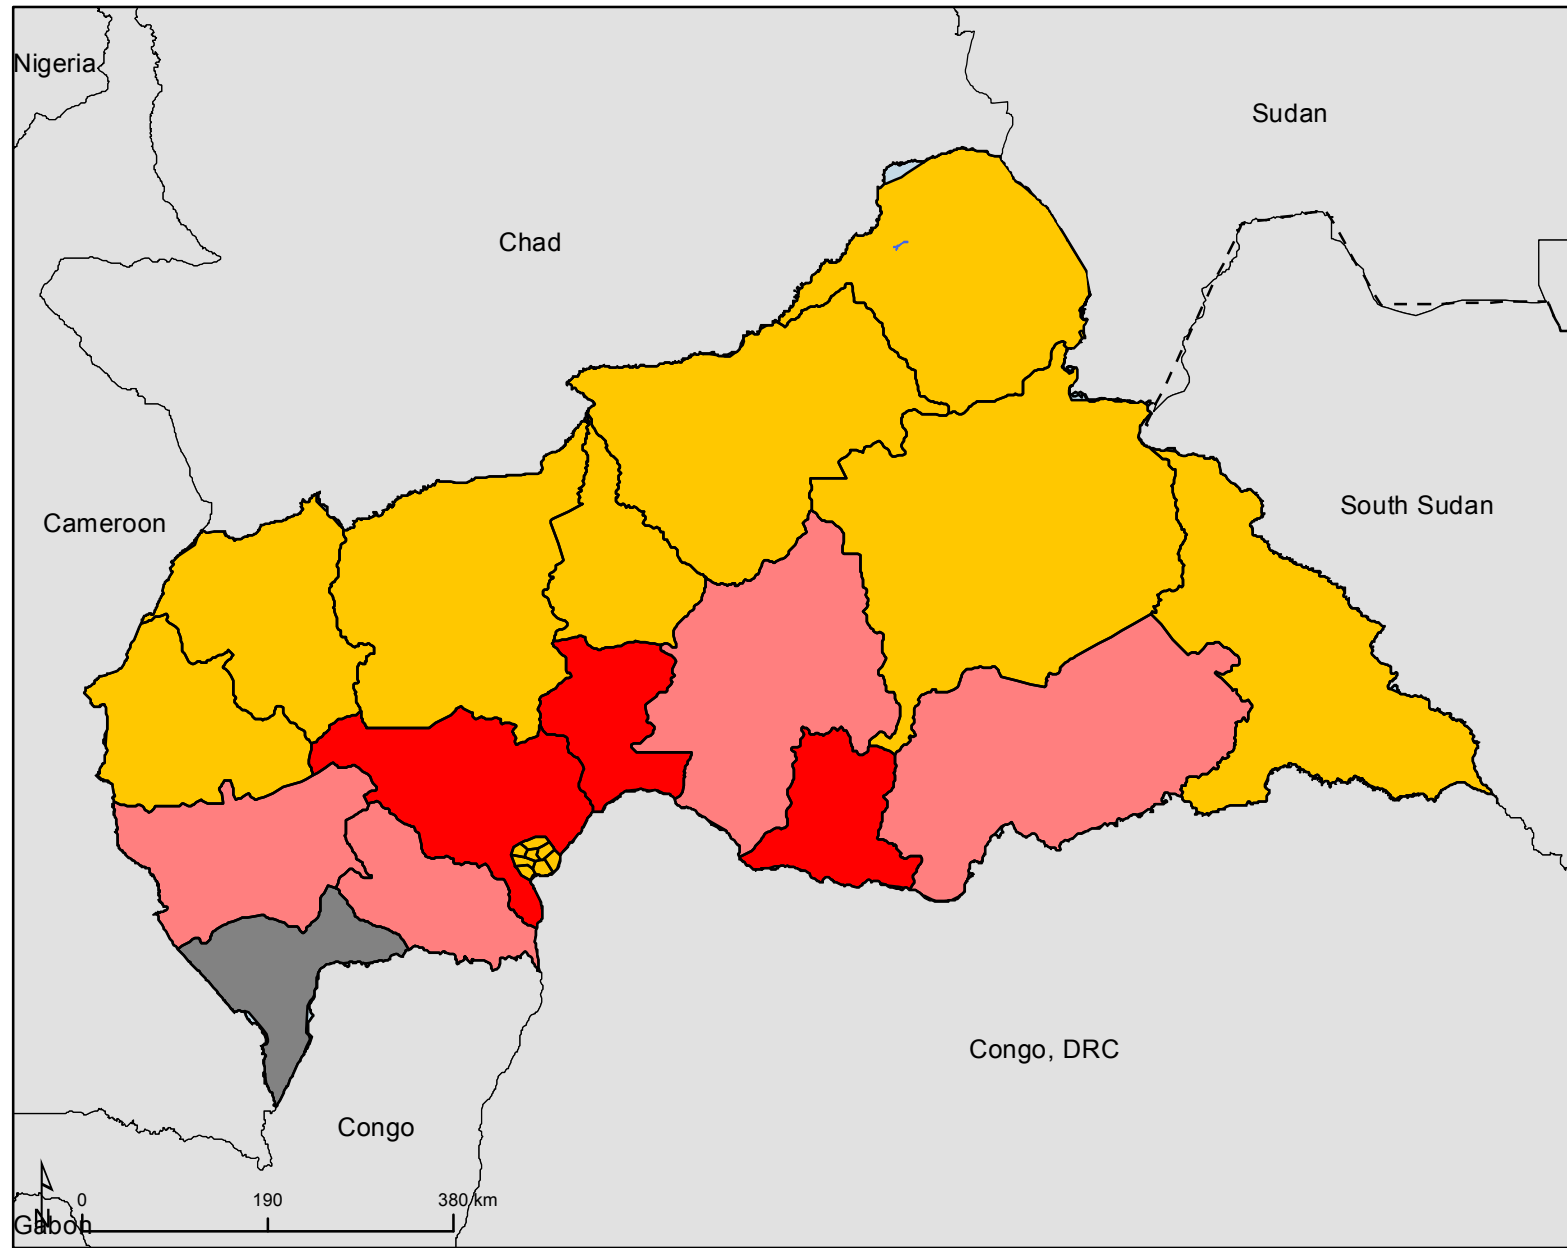 Nigeria
Sudan
Chad
South Sudan
Cameroon
Congo, DRC
Congo
0 190 380 km
N
Gabon